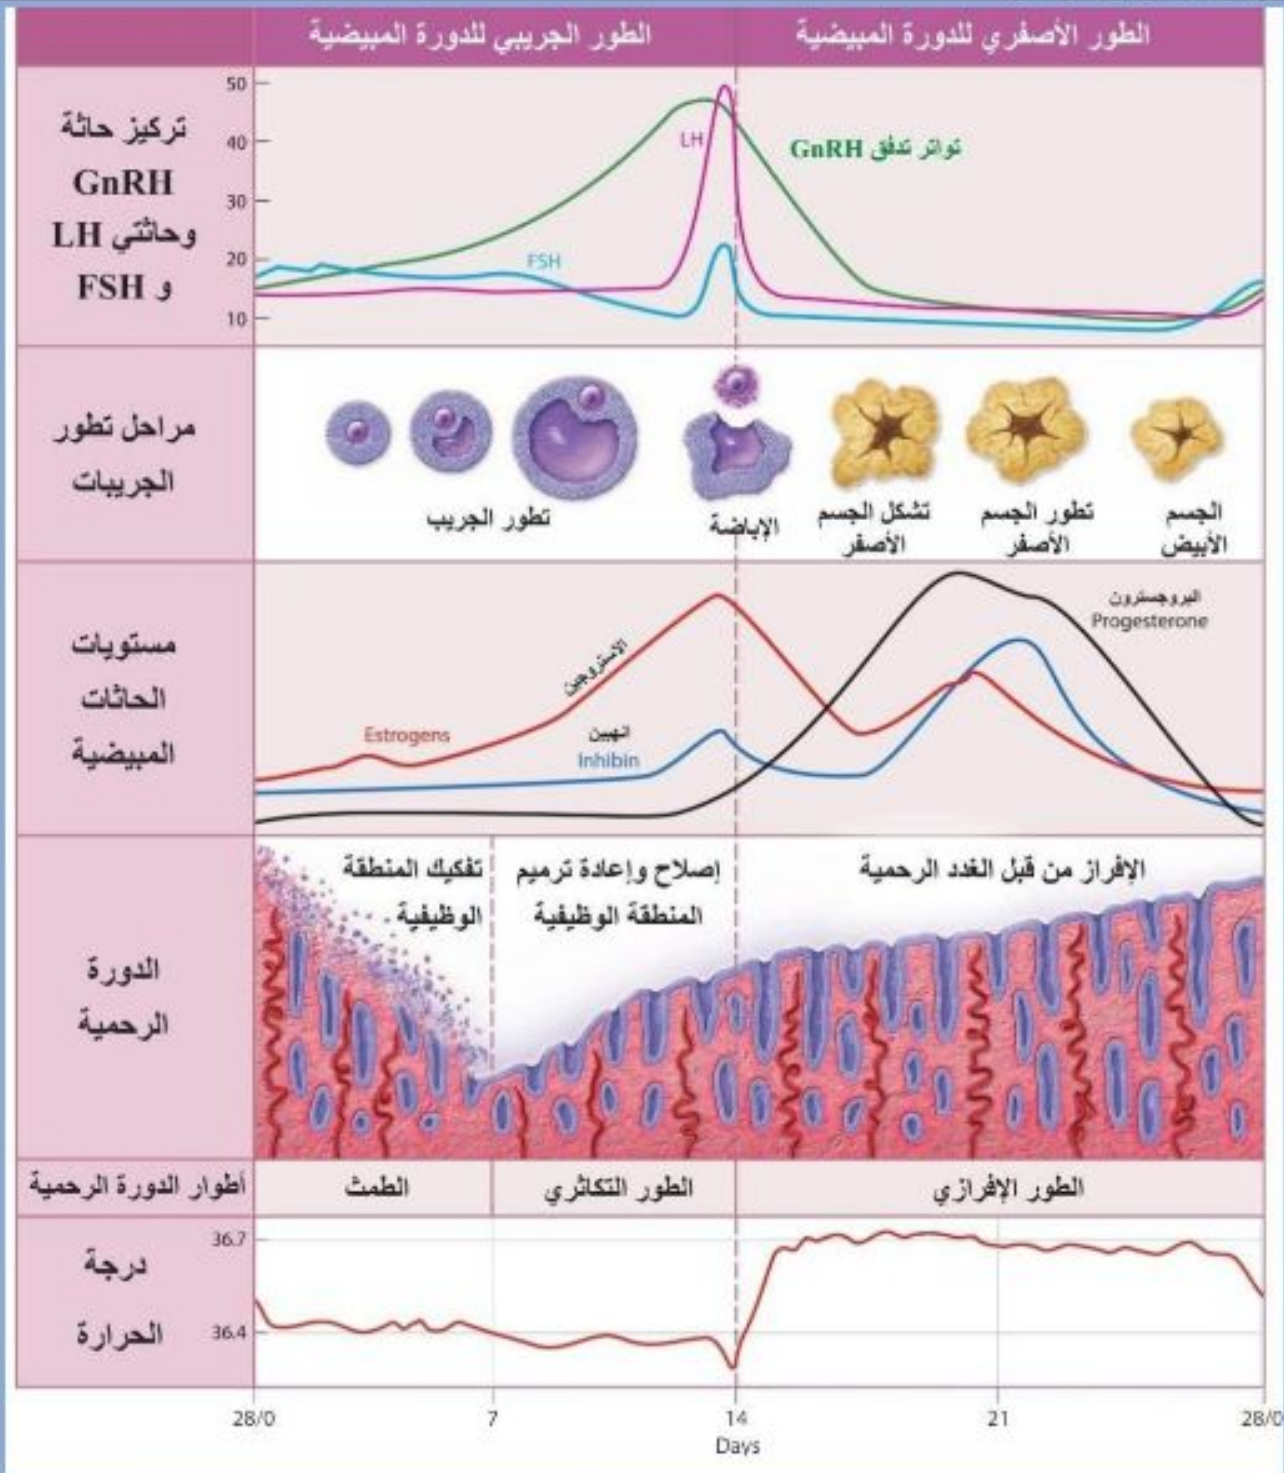 الطور الجريبي للدورة المبيضية
الطور الأصفري للدورة المبيضية
تركيز حاثة
GnRH
وحاثتي LH
و FSH
50
40
30
20
10
LH
تواتر تدفق GnRH
FSH
مراحل تطور
الجريبات
تطور الجريب
الإباضة
تشكل الجسم
الأصفر
تطور الجسم
الأصفر
الجسم
الأبيض
مستويات
الحاثات
المبيضية
الاستروجين
Estrogens
انهبين
Inhibin
البروجسترون
Progesterone
الدورة
الرحمية
تفكيك المنطقة
الوظيفية
إصلاح وإعادة ترميم
المنطقة الوظيفية
الإفراز من قبل الغدد الرحمية
أطوار الدورة الرحمية
الطمث
الطور التكاثري
الطور الإفرازي
درجة
الحرارة
36.7
36.4
28/0
7
14
21
28/0
Days